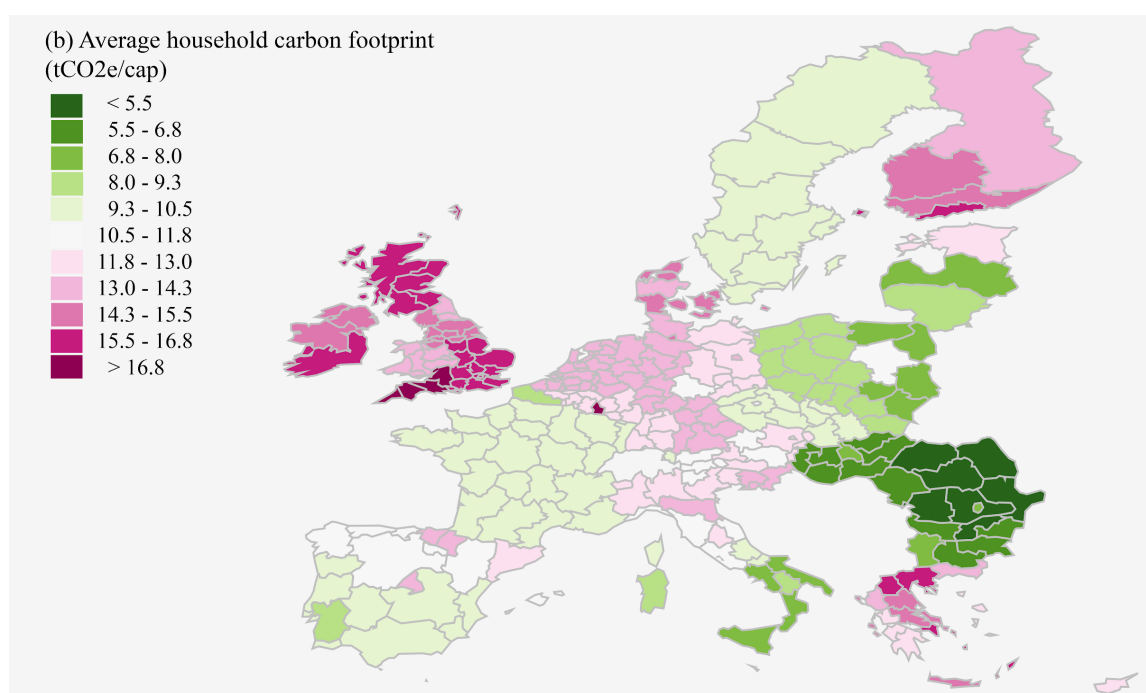 (b) Average household carbon footprint
(tCO2e/cap)
< 5.5
5.5 - 6.8
6.8 - 8.0
8.0 - 9.3
9.3 - 10.5
10.5 - 11.8
11.8 - 13.0
13.0 - 14.3
14.3 - 15.5
15.5 - 16.8
> 16.8